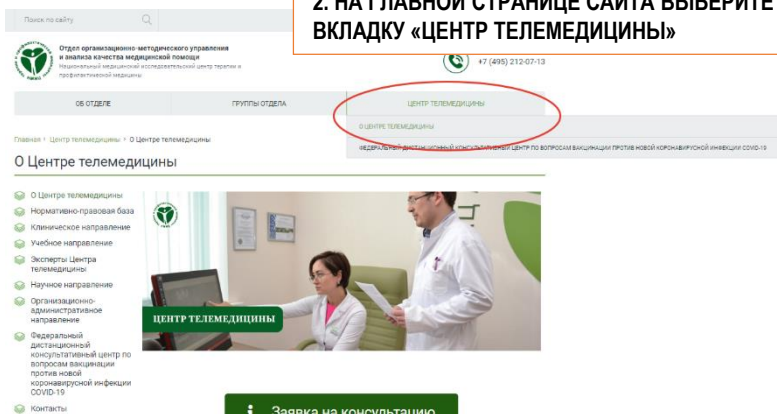 2. НА ГЛАВНОЙ СТРАНИЦЕ САЙТА ВЫБЕРИТЕ
ВКЛАДКУ «ЦЕНТР ТЕЛЕМЕДИЦИНЫ»
Поиск по сайту
Отдел организационно-методического управления
и анализа качества медицинской помощи
Национальный медицинский исследовательский центр терапии и
профилактической медицины
+7 (495) 212-07-13
ОБ ОТДЕЛЕ
ГРУППЫ ОТДЕЛА
ЦЕНТР ТЕЛЕМЕДИЦИНЫ
О ЦЕНТРЕ ТЕЛЕМЕДИЦИНЫ
ФЕДЕРАЛЬНЫЙ ДИСТАНЦИОННЫЙ КОНСУЛЬТАТИВНЫЙ ЦЕНТР ПО ВОПРОСАМ ВАКЦИНАЦИИ ПРОТИВ НОВОЙ КОРОНАВИРУСНОЙ ИНФЕКЦИИ COVID-19
Главная › Центр телемедицины › О Центре телемедицины
О Центре телемедицины
О Центре телемедицины
Нормативно-правовая база
Клиническое направление
Учебное направление
Эксперты Центра
телемедицины
Научное направление
Организационно-
административное
направление
Федеральный
дистанционный
консультативный центр по
вопросам вакцинации
против новой
коронавирусной инфекции
COVID-19
Контакты
ЦЕНТР ТЕЛЕМЕДИЦИНЫ
Заявка на консультацию